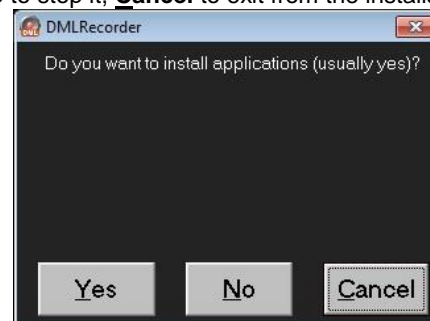 to stop it, Cancel to exit from the
DMLRecorder
Do you want to install applications (usually yes)?
Yes
No
Cancel